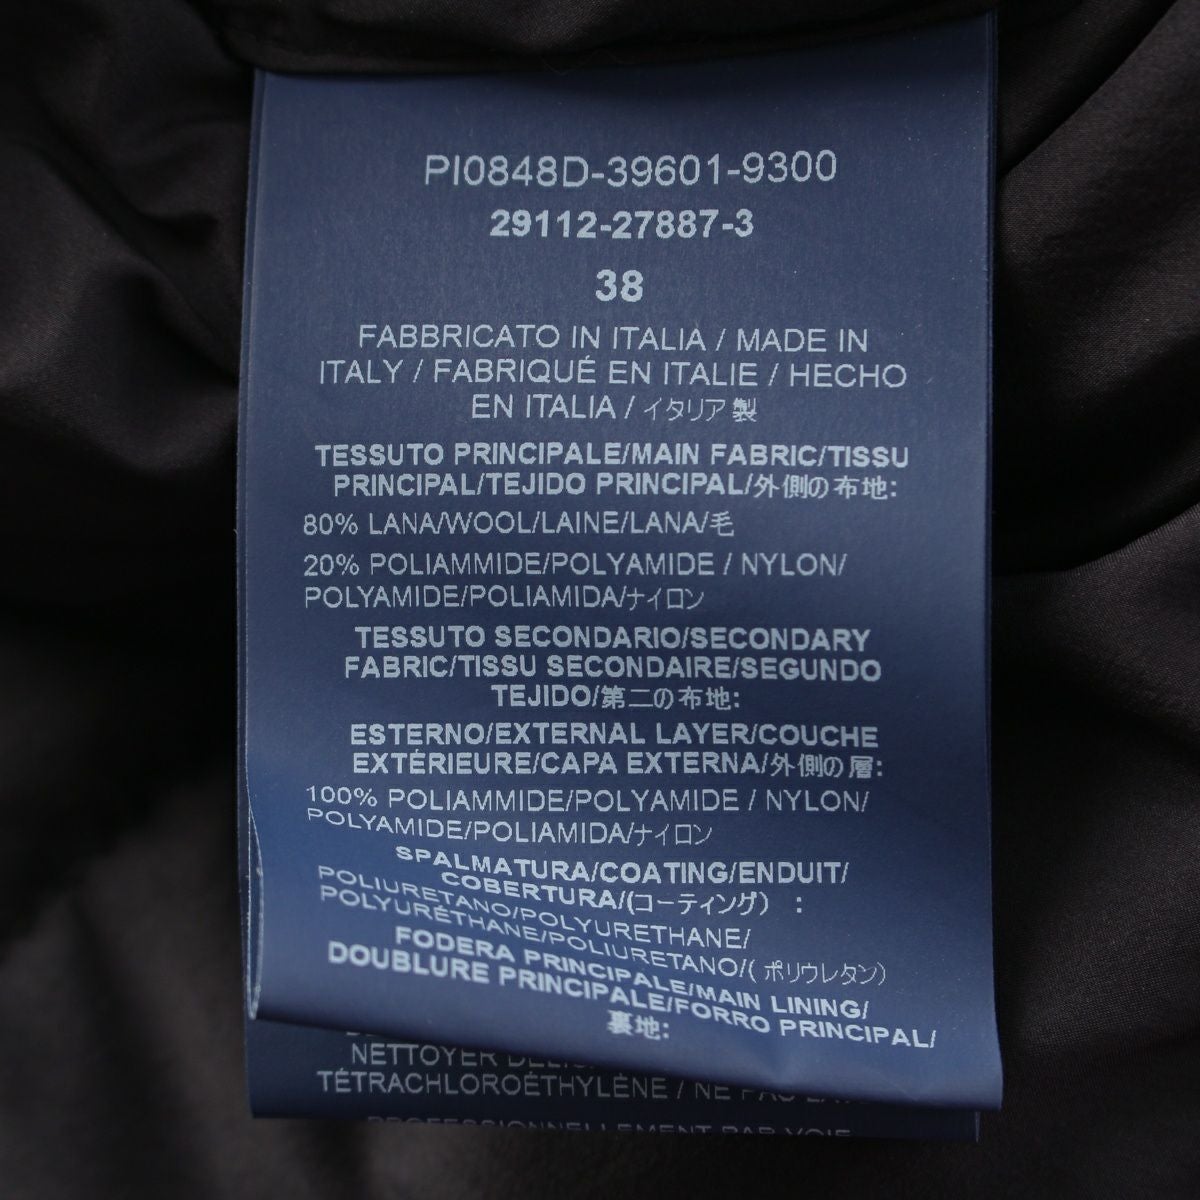 PI0848D-39601-9300
29112-27887-3
38
FABBRICATO IN ITALIA / MADE IN
ITALY / FABRIQUÉ EN ITALIE / HECHO
EN ITALIA / イタリア製
TESSUTO PRINCIPALE/MAIN FABRIC/TISSU
PRINCIPAL/TEJIDO PRINCIPAL/外側の布地:
80% LANA/WOOL/LAINE/LANA/毛
20% POLIAMMIDE/POLYAMIDE / NYLON/
POLYAMIDE/POLIAMIDA/ナイロン
TESSUTO SECONDARIO/SECONDARY
FABRIC/TISSU SECONDAIRE/SEGUNDO
TEJIDO/第二の布地:
ESTERNO/EXTERNAL LAYER/COUCHE
EXTÉRIEURE/CAPA EXTERNA/外側の層:
100% POLIAMMIDE/POLYAMIDE / NYLON/
POLYAMIDE/POLIAMIDA/ナイロン
SPALMATURA/COATING/ENDUIT/
COBERTURA/(コーティング) :
POLIURETANO/POLYURETHANE/
POLYURÉTHANE/POLIURETANO/(ポリウレタン)
FODERA PRINCIPALE/MAIN LINING/
DOUBLURE PRINCIPALE/FORRO PRINCIPAL/
裏地:
NETTOYER
TÉTRACHLOROÉTHYLÈNE / NE PAS
PROFESSIONNELLEMENT PAR VOIE